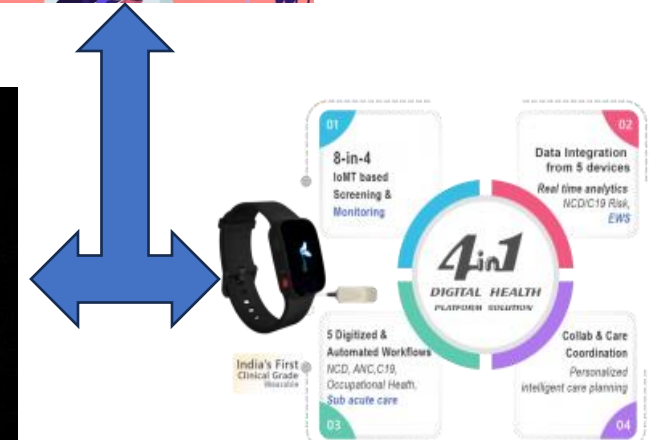 01
8-in-4
IoMT based
Screening &
Monitoring
02
Data Integration
from 5 devices
Real time analytics
NCD/C19 Risk,
EWS
4in1
DIGITAL HEALTH
PLATFORM SOLUTION
India's First
Clinical Grade
Wearable
5 Digitized &
Automated Workflows
NCD, ANC,C19,
Occupational Heath,
Sub acute care
03
Collab & Care
Coordination
Personalized
intelligent care planning
04